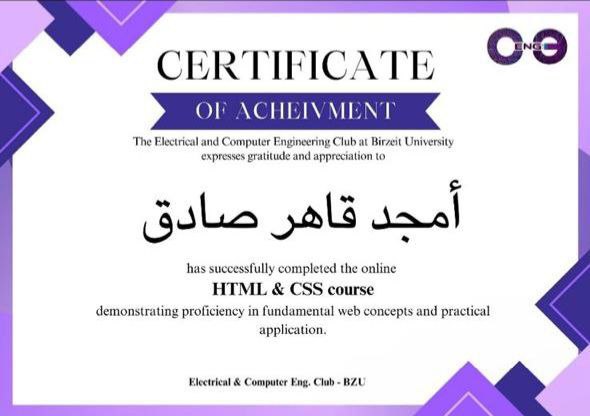 CERTIFICATE
OF ACHEIVMENT
ENG
The Electrical and Computer Engineering Club at Birzeit University
expresses gratitude and appreciation to
أمجد قاهر صادق
has successfully completed the online
HTML & CSS course
demonstrating proficiency in fundamental web concepts and practical
application.
Electrical & Computer Eng. Club - BZU